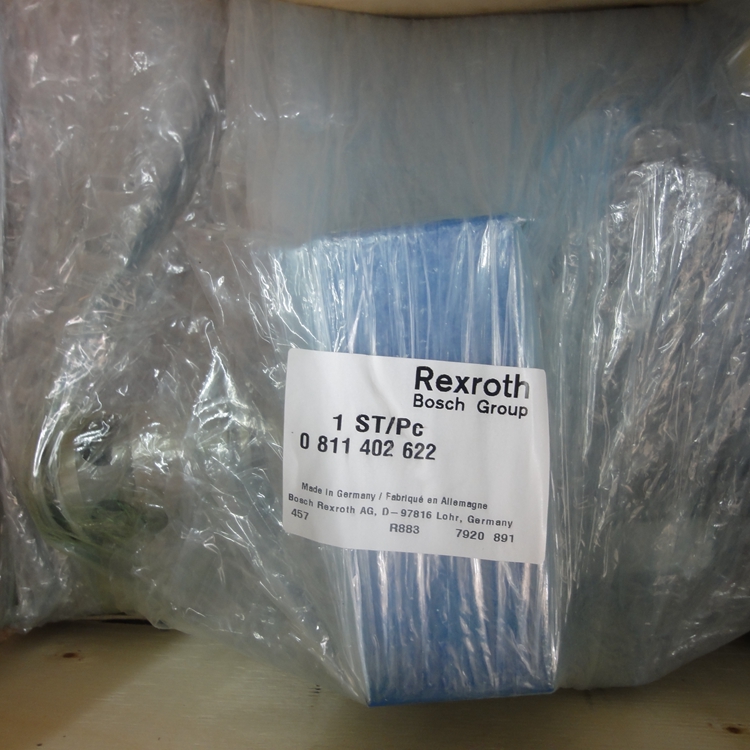 Rexroth
Bosch Group
1 ST/Pc
0 811 402 622
Made in Germany / Fabriqué en Allemagne
Bosch Rexroth AG, D-97816 Lohr, Germany
457 R883 7920 891